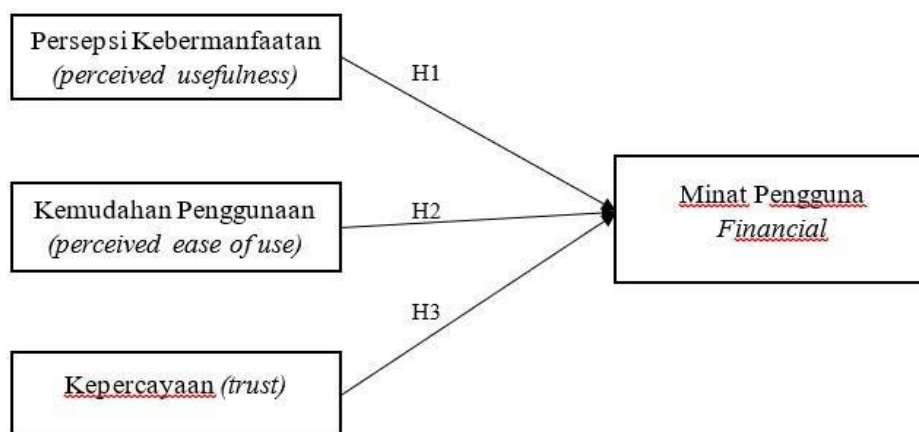 Persepsi Kebermanfaatan
(perceived usefulness)
H1
Kemudahan Penggunaan
(perceived ease of use)
H2
Minat Pengguna
Financial
H3
Kepercayaan (trust)